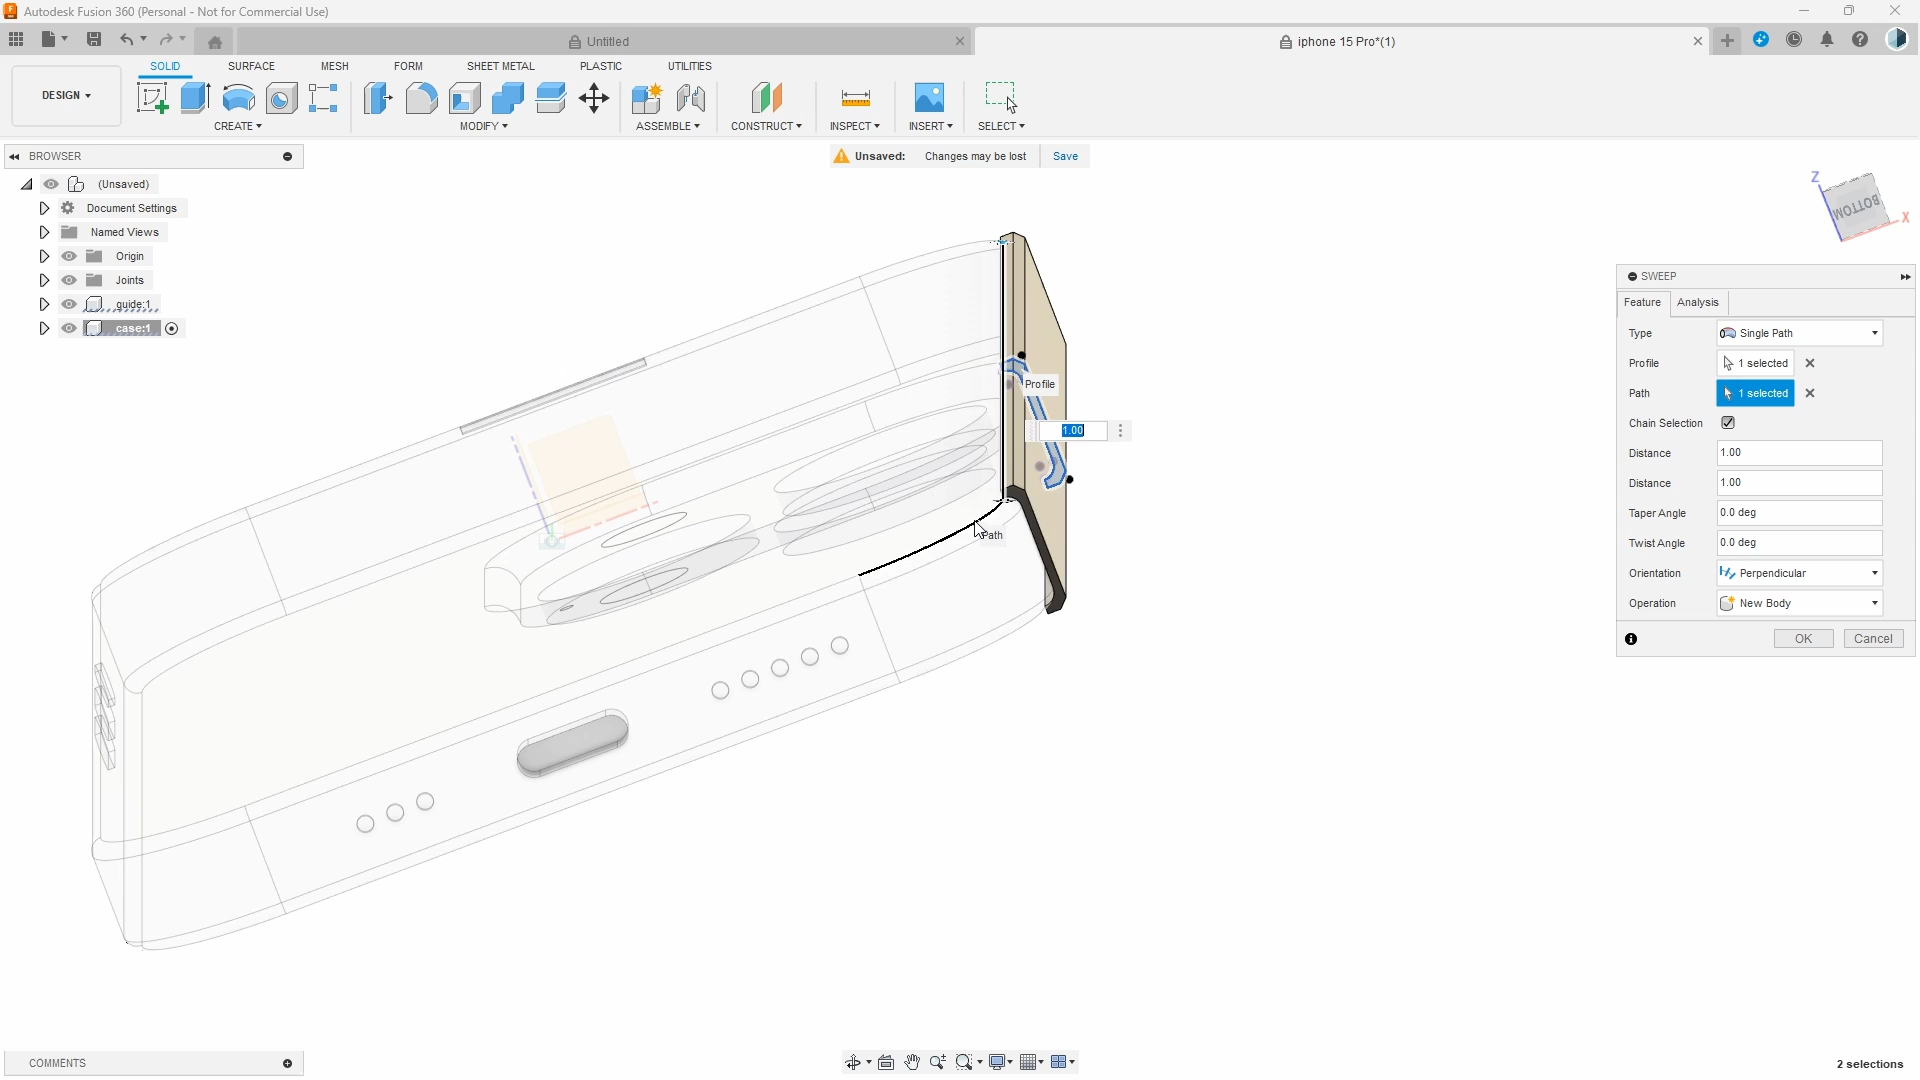 Autodesk Fusion 360 (Personal - Not for Commercial Use)
Untitled
iphone 15 Pro*(1)
DESIGN
SOLID
SURFACE
MESH
FORM
SHEET METAL
PLASTIC
UTILITIES
CREATE
MODIFY
ASSEMBLE
CONSTRUCT
INSPECT
INSERT
SELECT
BROWSER
Unsaved: Changes may be lost Save
(Unsaved)
Document Settings
Named Views
Origin
Joints
guide:1
case:1
Z
BOTTOM
X
Profile
1.00
Path
SWEEP
Feature Analysis
Type Single Path
Profile 1 selected
Path 1 selected
Chain Selection
Distance 1.00
Distance 1.00
Taper Angle 0.0 deg
Twist Angle 0.0 deg
Orientation Perpendicular
Operation New Body
OK Cancel
COMMENTS
2 selections